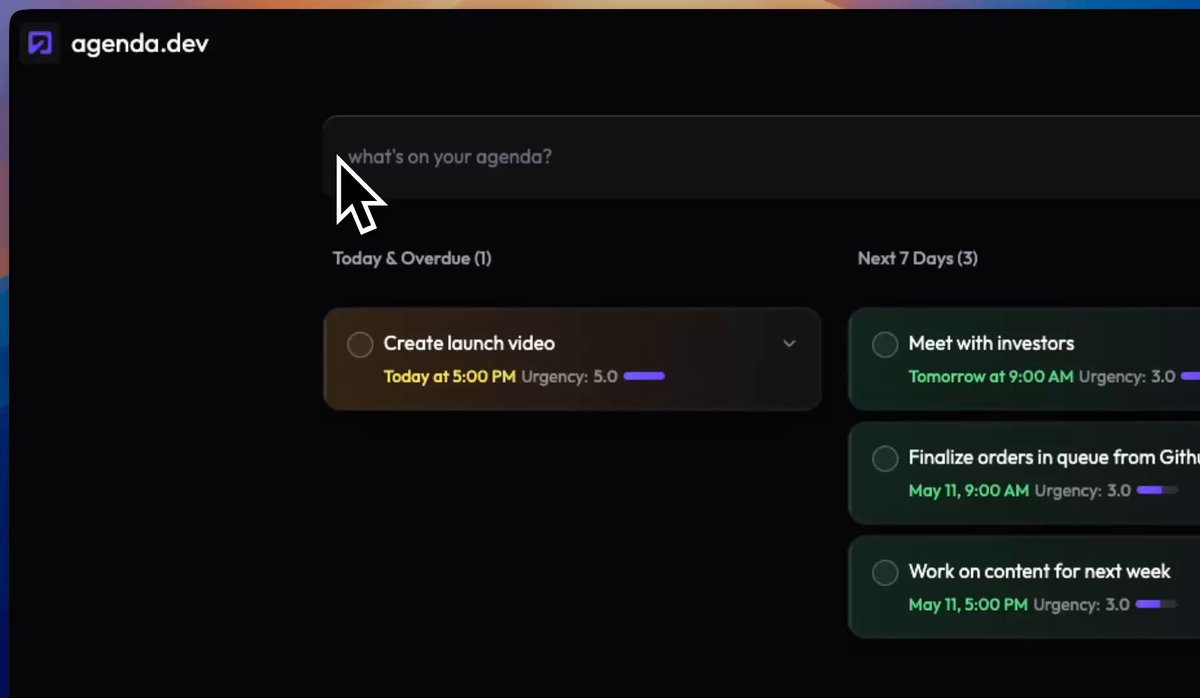 agenda.dev
what's on your agenda?
Today & Overdue (1)
Create launch video
Today at 5:00 PM Urgency: 5.0
Next 7 Days (3)
Meet with investors
Tomorrow at 9:00 AM Urgency: 3.0
Finalize orders in queue from Githu
May 11, 9:00 AM Urgency: 3.0
Work on content for next week
May 11, 5:00 PM Urgency: 3.0